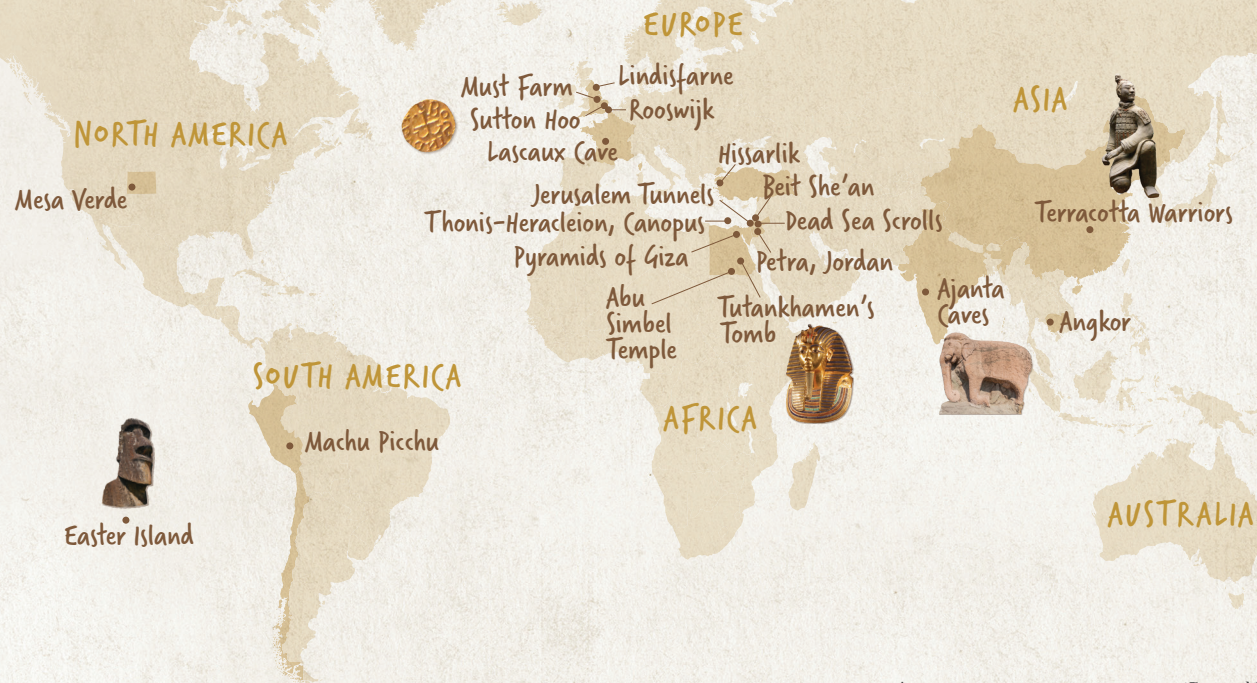 EUROPE
Lindisfarne
Must Farm
Sutton Hoo
Rooswijk
ASIA
NORTH AMERICA
Lascaux Cave
Hissarlik
Mesa Verde
Jerusalem Tunnels
Beit She'an
Thonis-Heracleion, Canopus
Dead Sea Scrolls
Terracotta Warriors
Pyramids of Giza
Petra, Jordan
Abu
Simbel
Temple
Tutankhamen's
Tomb
Ajanta
Caves
Angkor
SOUTH AMERICA
AFRICA
Machu Picchu
Easter Island
AUSTRALIA